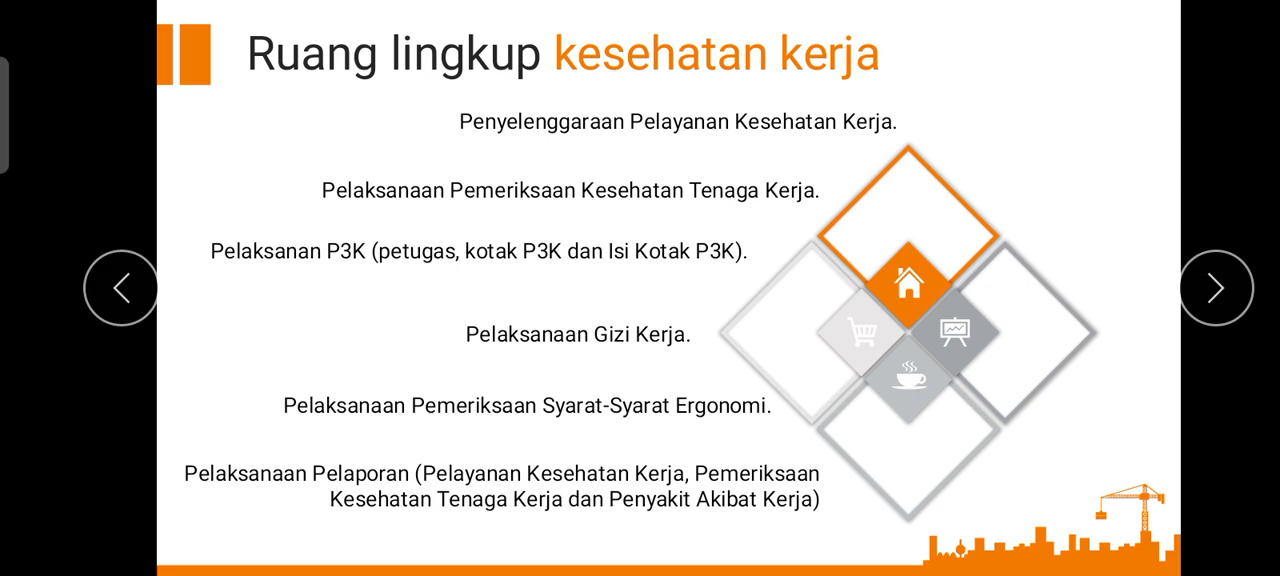 Ruang lingkup kesehatan kerja
Penyelenggaraan Pelayanan Kesehatan Kerja.
Pelaksanaan Pemeriksaan Kesehatan Tenaga Kerja.
Pelaksanan P3K (petugas, kotak P3K dan Isi Kotak P3K).
Pelaksanaan Gizi Kerja.
Pelaksanaan Pemeriksaan Syarat-Syarat Ergonomi.
Pelaksanaan Pelaporan (Pelayanan Kesehatan Kerja, Pemeriksaan
Kesehatan Tenaga Kerja dan Penyakit Akibat Kerja)